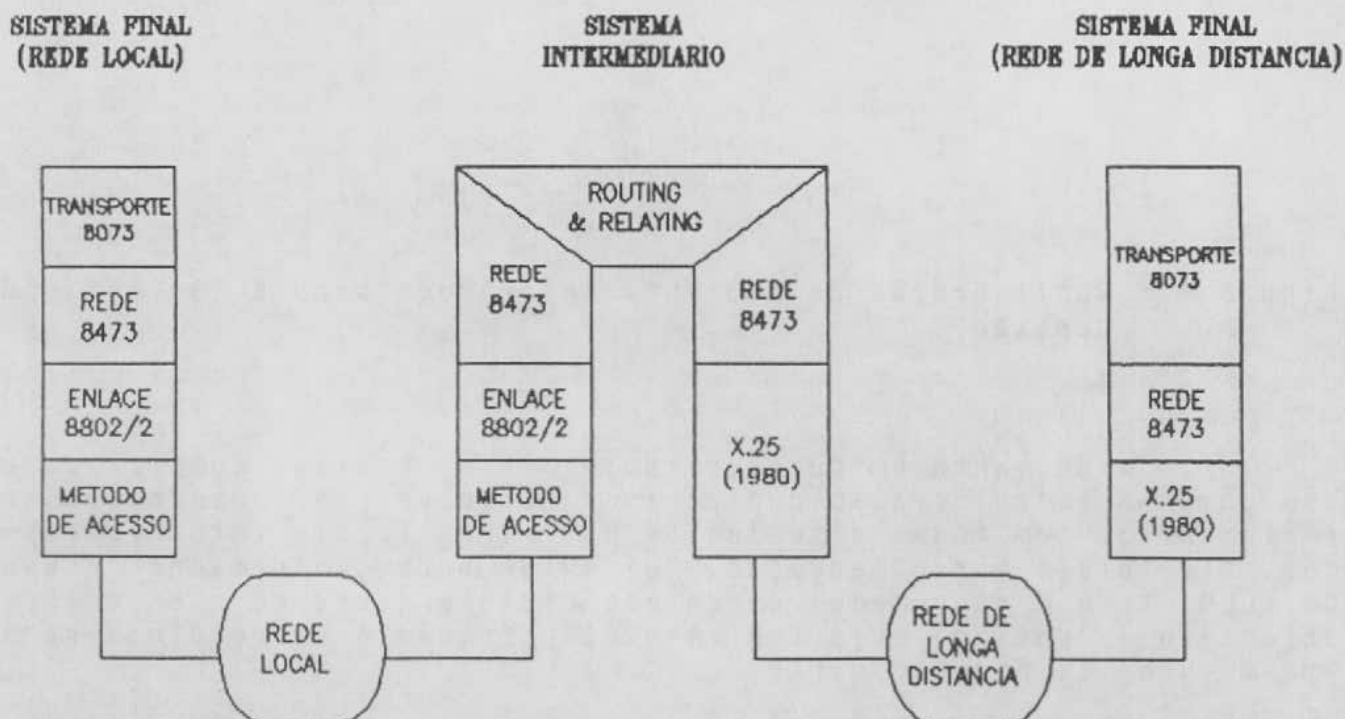 SISTEMA FINAL
(REDE LOCAL)
SISTEMA
INTERMEDIARIO
SISTEMA FINAL
(REDE DE LONGA DISTANCIA)
TRANSPORTE
8073
REDE
8473
ENLACE
8802/2
METODO
DE ACESSO
ROUTING
& RELAYING
REDE
8473
ENLACE
8802/2
METODO
DE ACESSO
REDE
8473
X.25
(1980)
TRANSPORTE
8073
REDE
8473
X.25
(1980)
REDE
LOCAL
REDE DE
LONGA
DISTANCIA